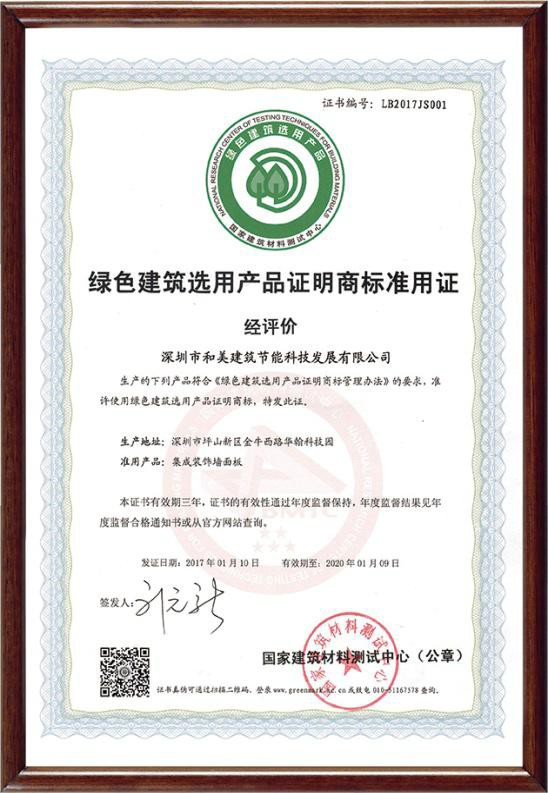 证书编号：LB2017JS001
NATIONAL RESEARCH CENTER OF TESTING TECHNIQUES FOR BUILDING MATERIALS
绿色建筑选用产品
国家建筑材料测试中心
绿色建筑选用产品证明商标准用证
经评价
深圳市和美建筑节能科技发展有限公司
生产的下列产品符合《绿色建筑选用产品证明商标管理办法》的要求，准
许使用绿色建筑选用产品证明商标，特发此证。
生产地址：深圳市坪山新区金牛西路华翰科技园
准用产品：集成装饰墙面板
本证书有效期三年，证书的有效性通过年度监督保持，年度监督结果见年
度监督合格通知书或从官方网站查询。
发证日期：2017 年 01 月 10 日 有效期至：2020 年 01 月 09 日
签发人：
国家建筑材料测试中心（公章）
国家建筑材料测试中心
证书真伪可通过扫描二维码、登录 www.greenmark.hc.cn 或致电 010-51167578 查询。